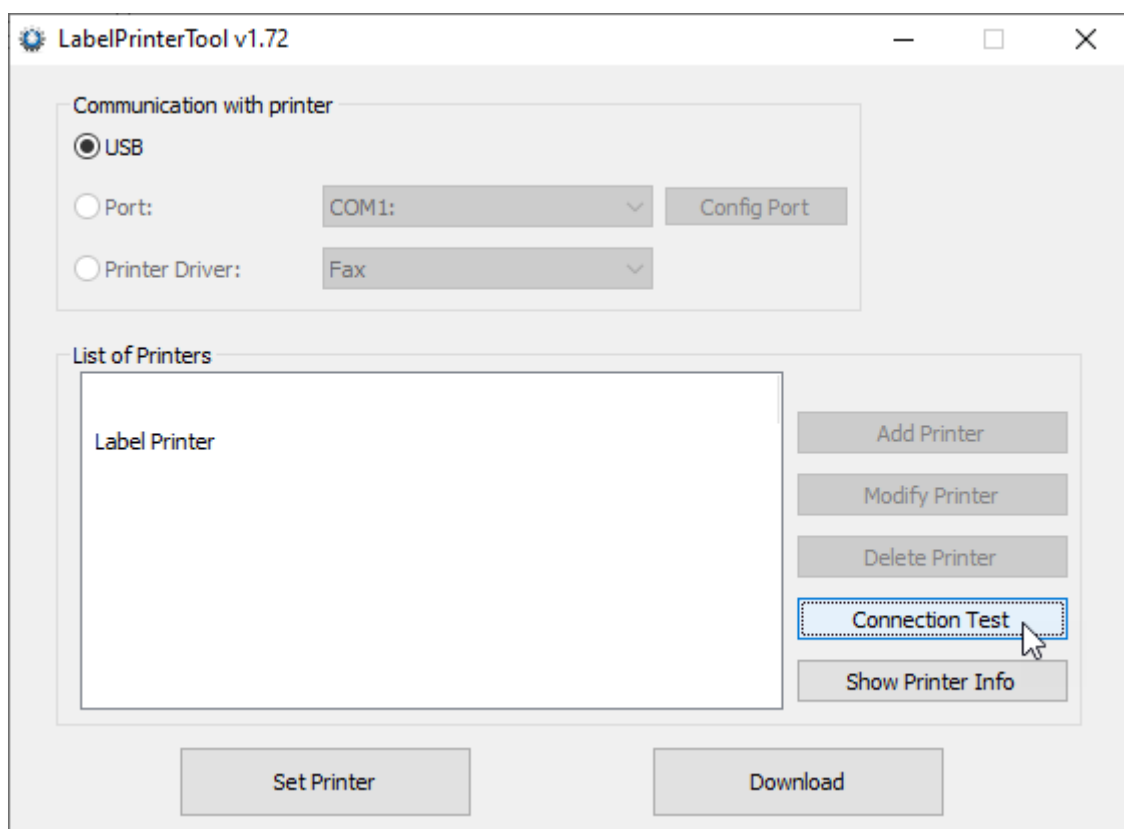 LabelPrinterTool v1.72
Communication with printer
USB
Port: COM1: Config Port
Printer Driver: Fax
List of Printers
Label Printer
Add Printer
Modify Printer
Delete Printer
Connection Test
Show Printer Info
Set Printer Download